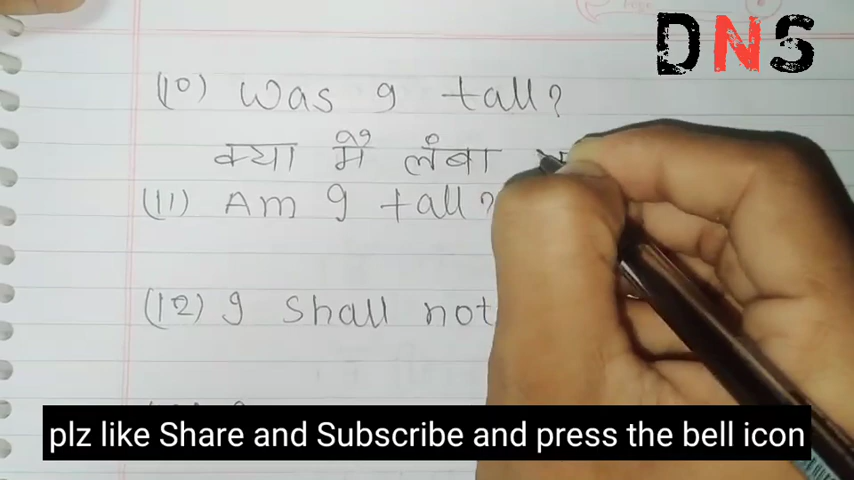 DNS
(10) Was I tall?
क्या मैं लंबा
(11) Am I tall?
(12) I shall not
plz like Share and Subscribe and press the bell icon